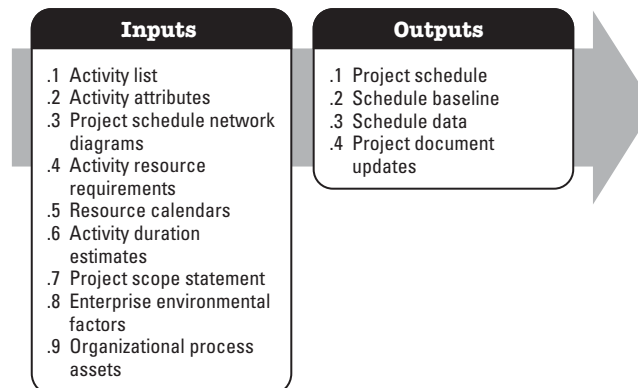 Inputs
.1 Activity list
.2 Activity attributes
.3 Project schedule network
diagrams
.4 Activity resource
requirements
.5 Resource calendars
.6 Activity duration
estimates
.7 Project scope statement
.8 Enterprise environmental
factors
.9 Organizational process
assets
Outputs
.1 Project schedule
.2 Schedule baseline
.3 Schedule data
.4 Project document
updates